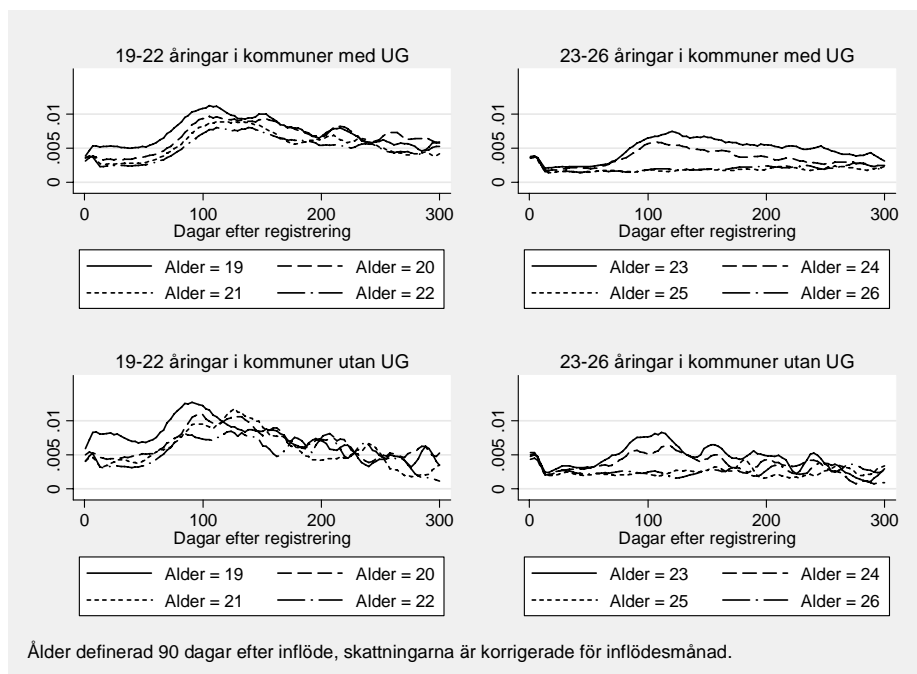 19-22 åringar i kommuner med UG
0 .005 .01
0 100 200 300
Dagar efter registrering
Alder = 19 Alder = 20
Alder = 21 Alder = 22
23-26 åringar i kommuner med UG
0 .005 .01
0 100 200 300
Dagar efter registrering
Alder = 23 Alder = 24
Alder = 25 Alder = 26
19-22 åringar i kommuner utan UG
0 .005 .01
0 100 200 300
Dagar efter registrering
Alder = 19 Alder = 20
Alder = 21 Alder = 22
23-26 åringar i kommuner utan UG
0 .005 .01
0 100 200 300
Dagar efter registrering
Alder = 23 Alder = 24
Alder = 25 Alder = 26
Ålder definerad 90 dagar efter inflöde, skattningarna är korrigerade för inflödesmånad.